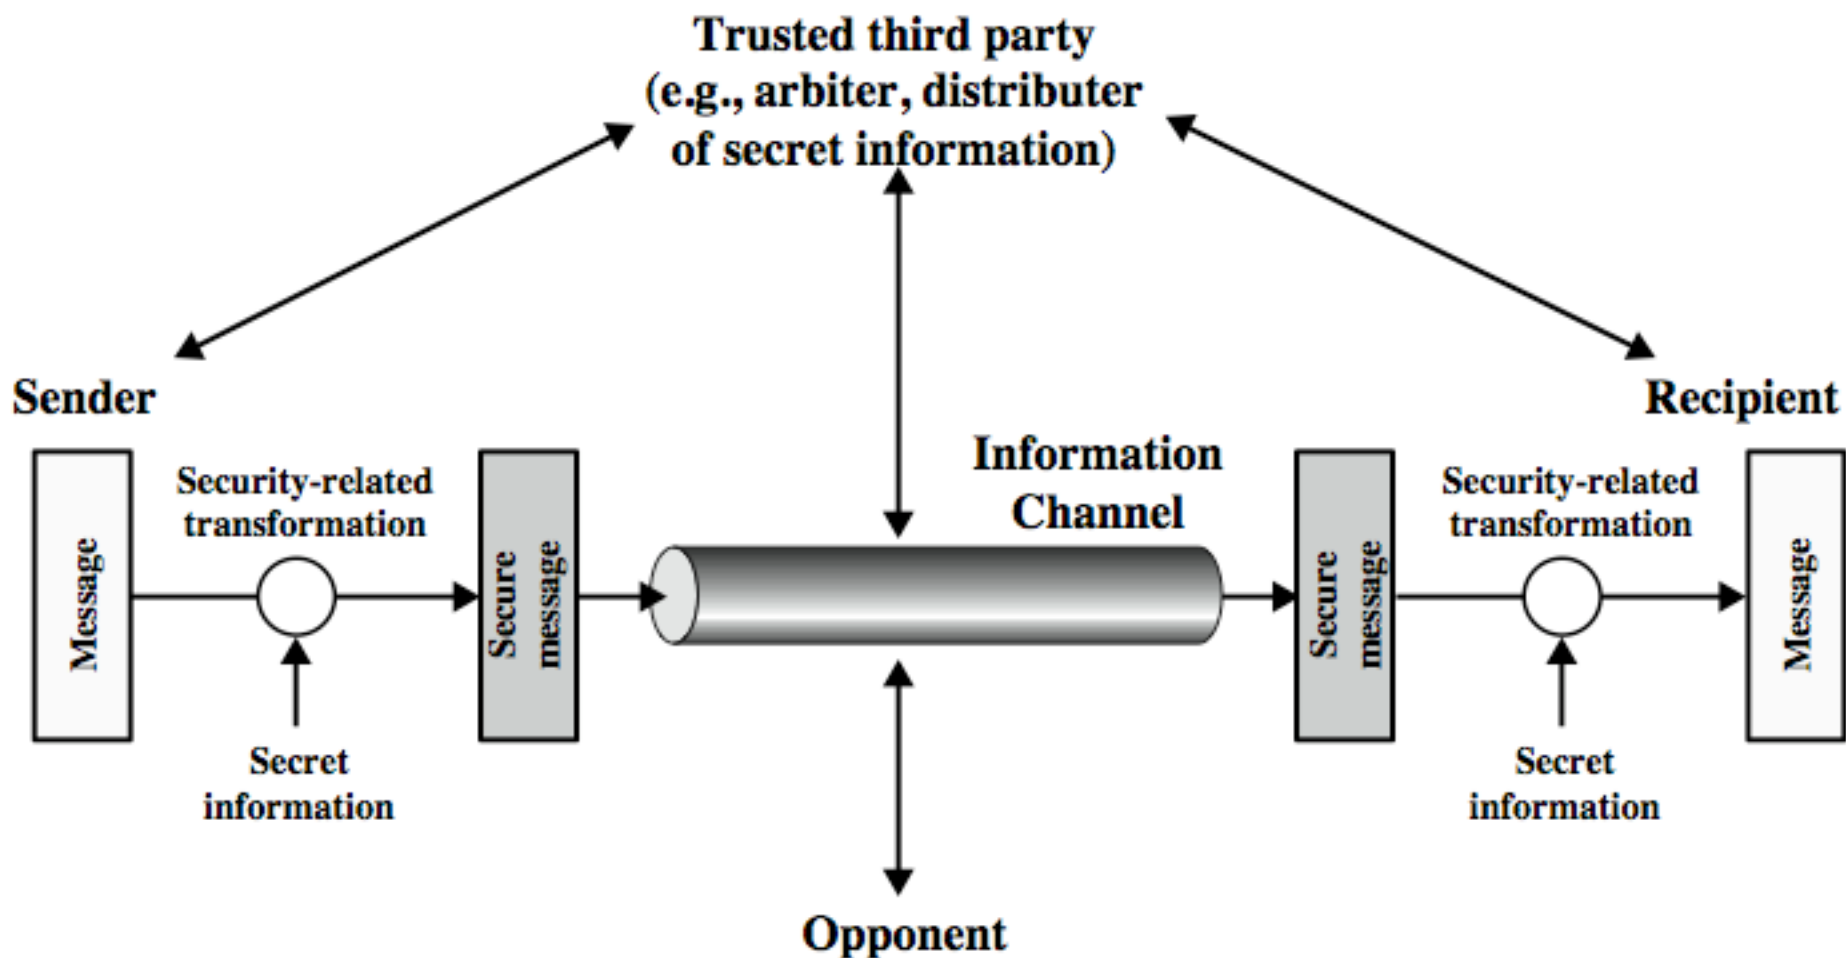 Trusted third party
(e.g., arbiter, distributer
of secret information)
Sender
Recipient
Information
Channel
Security-related
transformation
Security-related
transformation
Message
Secure
message
Secure
message
Message
Secret
information
Secret
information
Opponent